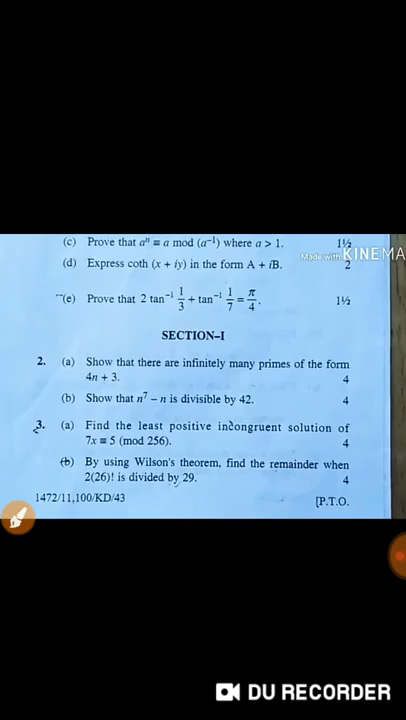 (c) Prove that aⁿ ≡ a mod (a⁻¹) where a > 1. 1½
Made with KINEMA
(d) Express coth (x + iy) in the form A + iB. 2
(e) Prove that 2 tan⁻¹ 1/3 + tan⁻¹ 1/7 = π/4. 1½
SECTION–I
2. (a) Show that there are infinitely many primes of the form
4n + 3. 4
(b) Show that n⁷ – n is divisible by 42. 4
3. (a) Find the least positive incongruent solution of
7x ≡ 5 (mod 256). 4
(b) By using Wilson's theorem, find the remainder when
2(26)! is divided by 29. 4
1472/11,100/KD/43 [P.T.O.
DU RECORDER